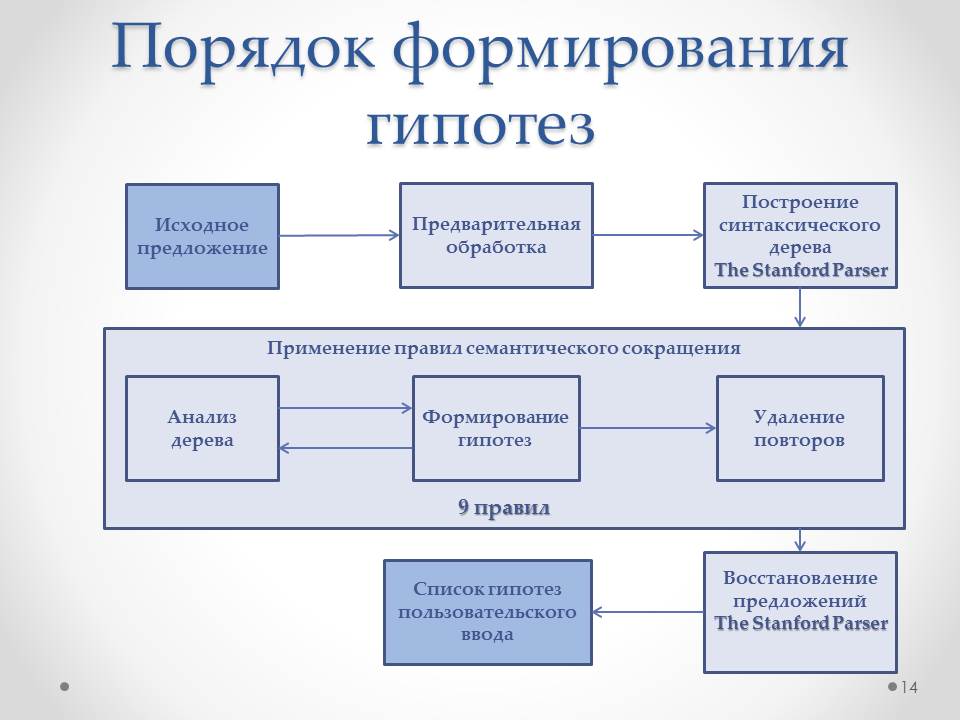 Порядок формирования
гипотез
Исходное
предложение
Предварительная
обработка
Построение
синтаксического
дерева
The Stanford Parser
Применение правил семантического сокращения
Анализ
дерева
Формирование
гипотез
Удаление
повторов
9 правил
Список гипотез
пользовательского
ввода
Восстановление
предложений
The Stanford Parser
14